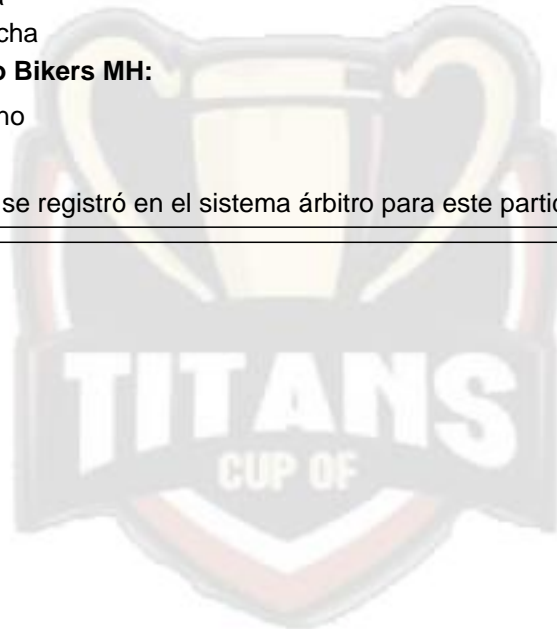 cha
o Bikers MH:
no
se registró en el sistema árbitro para este partic
TITANS
CUP OF